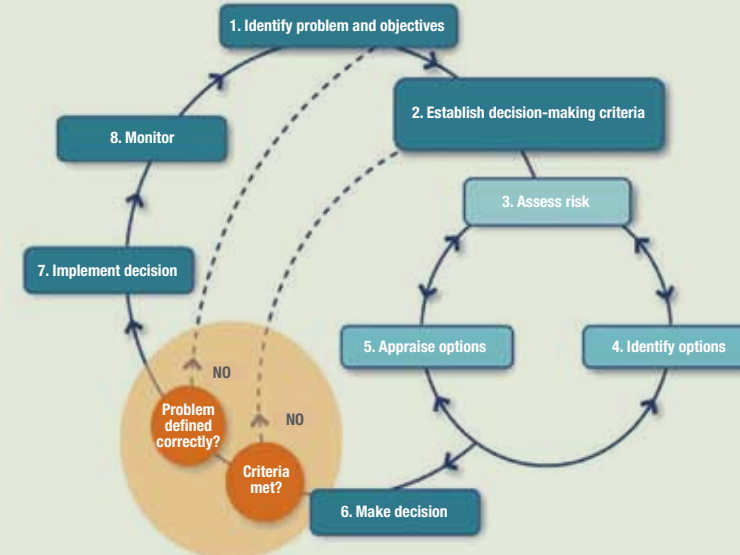 1. Identify problem and objectives
2. Establish decision-making criteria
8. Monitor
3. Assess risk
7. Implement decision
5. Appraise options
4. Identify options
NO
Problem
defined
correctly?
NO
Criteria
met?
6. Make decision